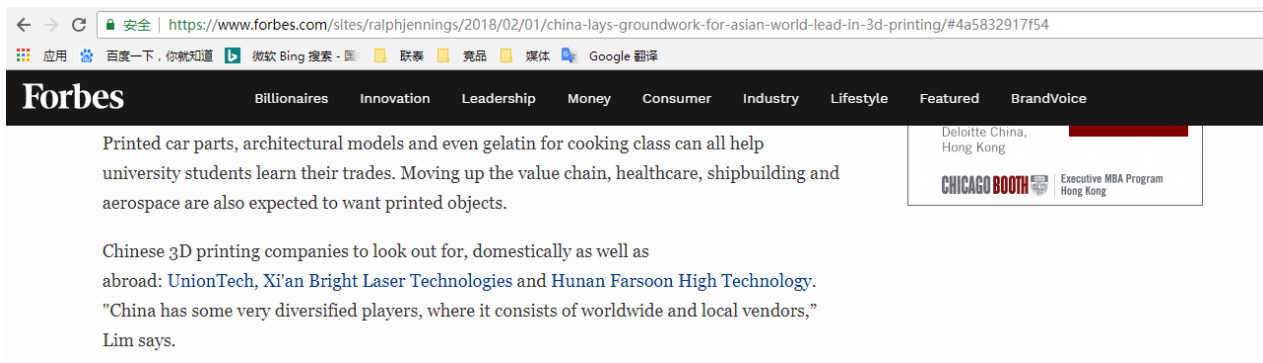 安全 https://www.forbes.com/sites/ralphjennings/2018/02/01/china-lays-groundwork-for-asian-world-lead-in-3d-printing/#4a5832917f54
应用 百度一下，你就知道 微软 Bing 搜索 - 国 联泰 竞品 媒体 Google 翻译
Forbes Billionaires Innovation Leadership Money Consumer Industry Lifestyle Featured BrandVoice
Printed car parts, architectural models and even gelatin for cooking class can all help
university students learn their trades. Moving up the value chain, healthcare, shipbuilding and
aerospace are also expected to want printed objects.
Chinese 3D printing companies to look out for, domestically as well as
abroad: UnionTech, Xi'an Bright Laser Technologies and Hunan Farsoon High Technology.
"China has some very diversified players, where it consists of worldwide and local vendors,”
Lim says.
Deloitte China,
Hong Kong
CHICAGO BOOTH Executive MBA Program
Hong Kong